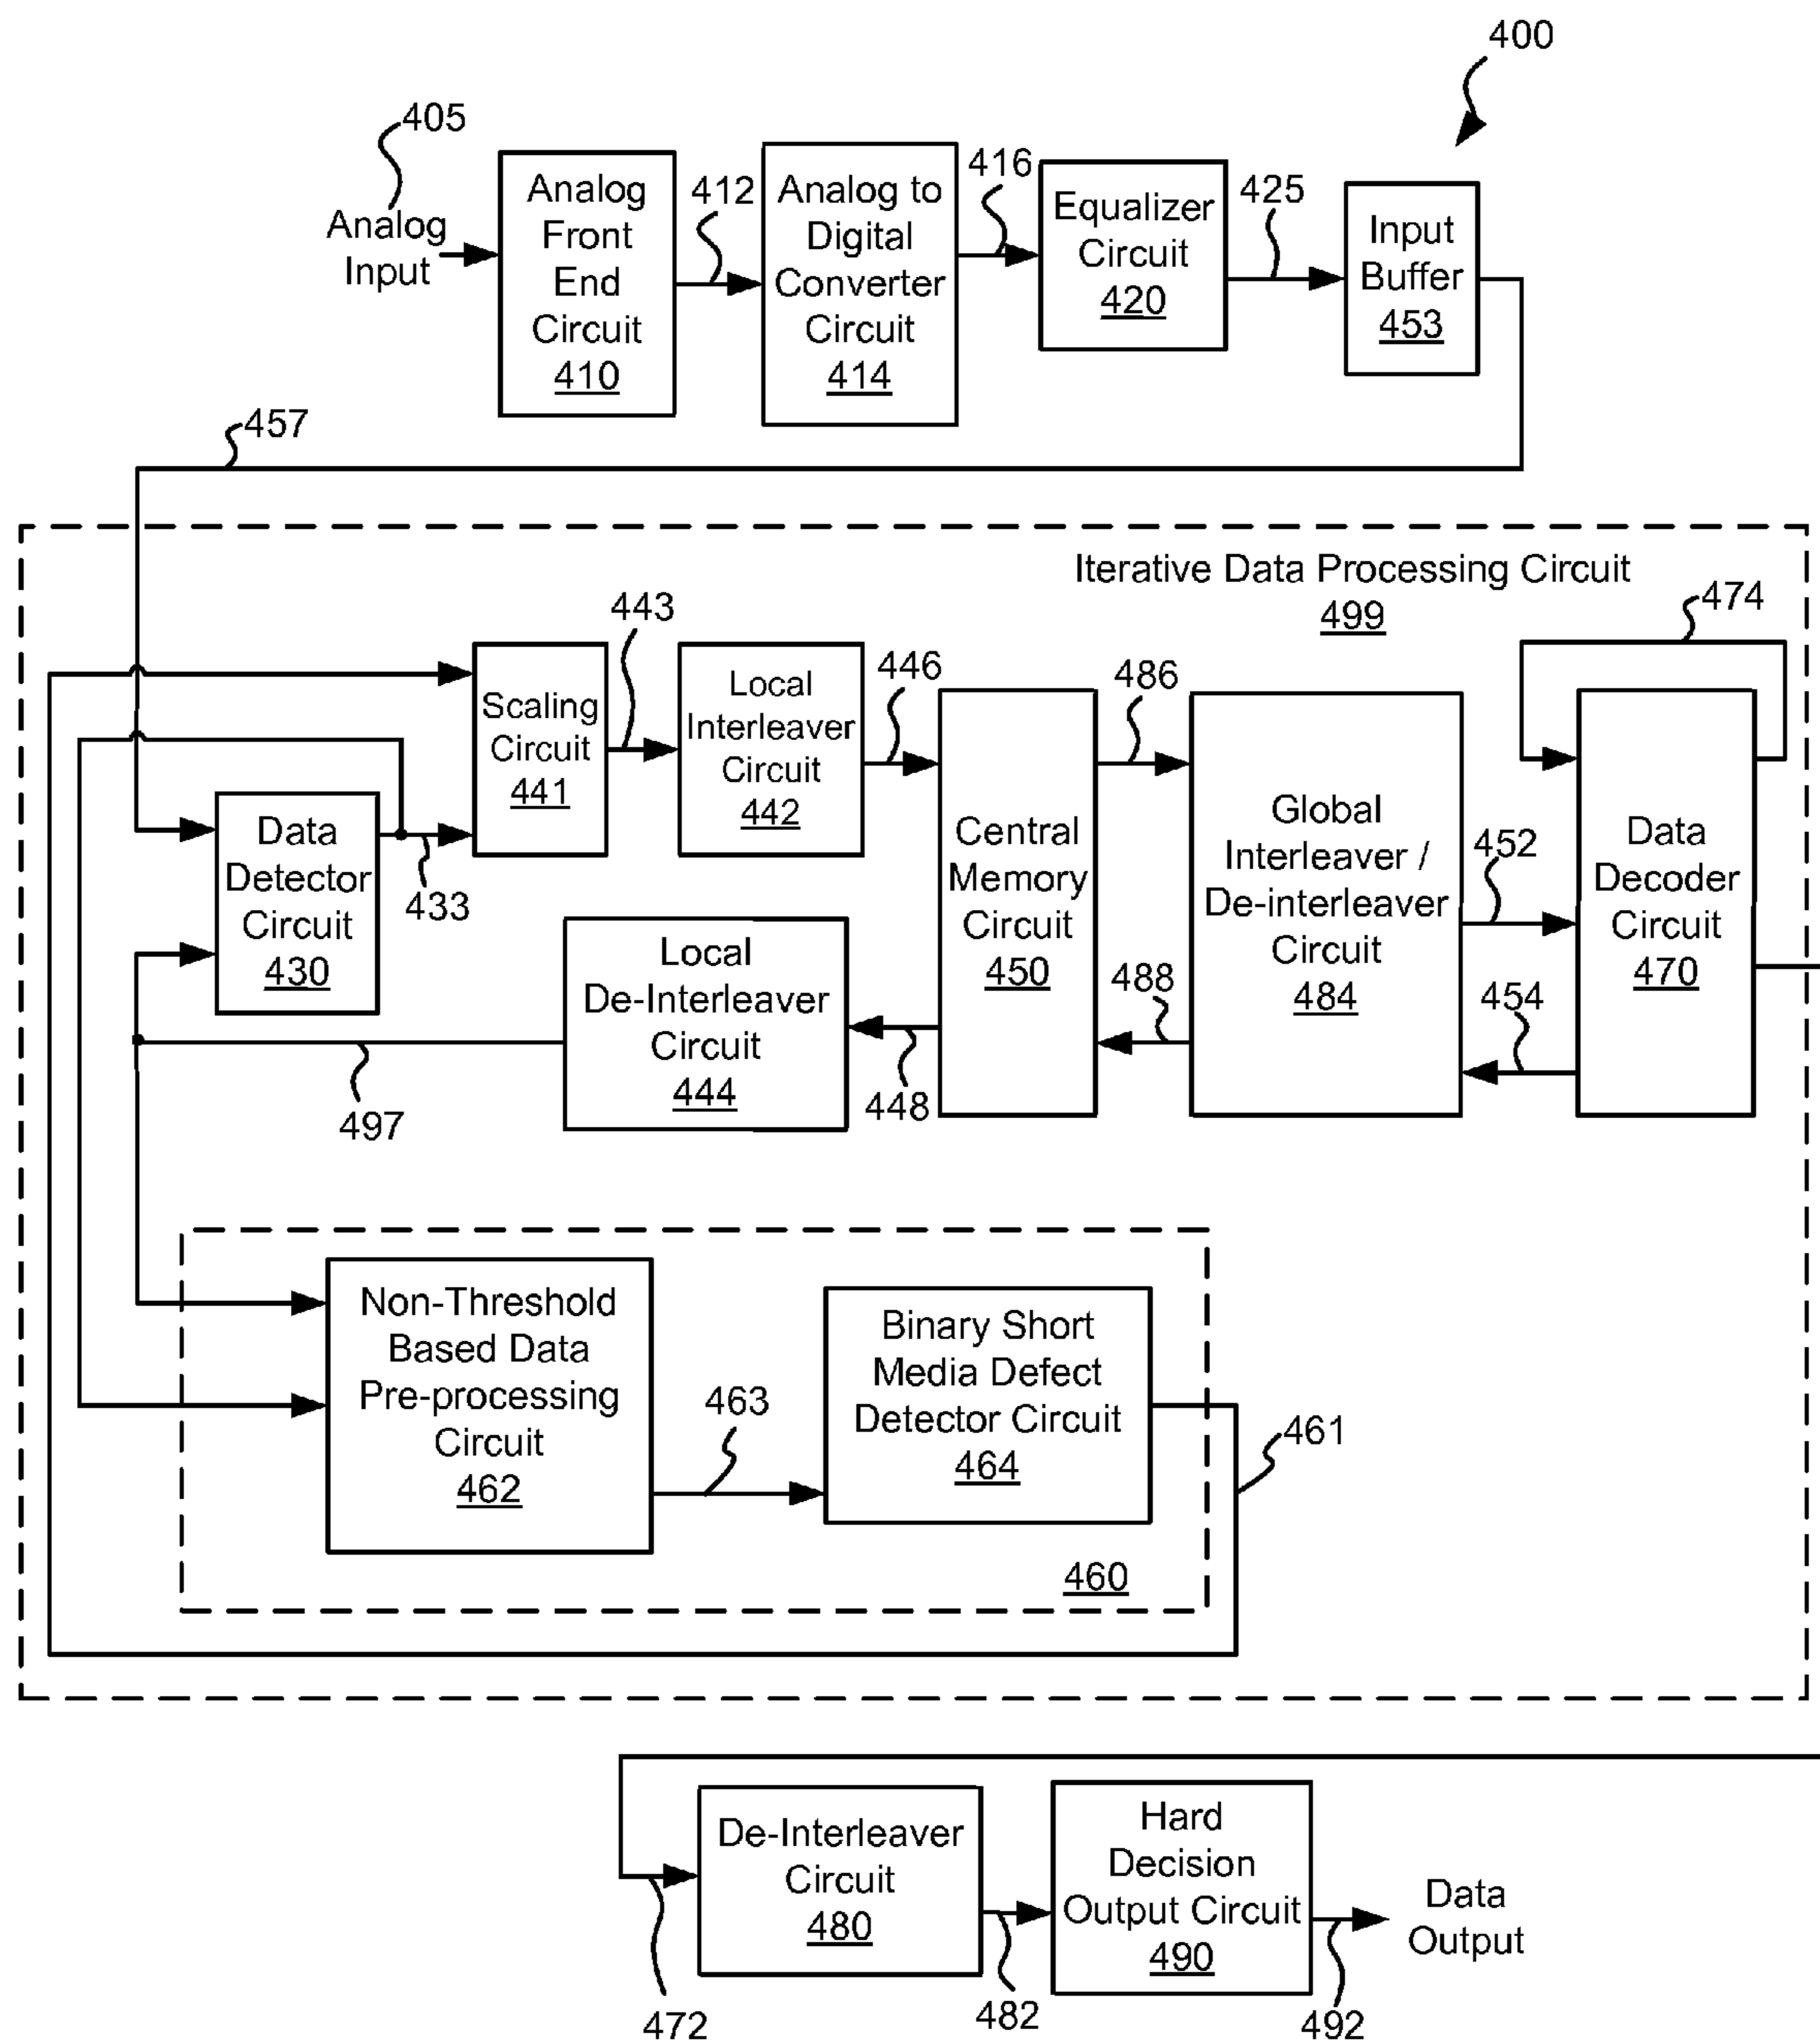 400
405
Analog
Input
Analog
Front
End
Circuit
410
412
Analog to
Digital
Converter
Circuit
414
416
Equalizer
Circuit
420
425
Input
Buffer
453
457
Iterative Data Processing Circuit
499
474
443
Scaling
Circuit
441
Local
Interleaver
Circuit
442
446
486
Data
Detector
Circuit
430
433
Central
Memory
Circuit
450
Global
Interleaver /
De-interleaver
Circuit
484
452
Data
Decoder
Circuit
470
Local
De-Interleaver
Circuit
444
448
488
454
497
Non-Threshold
Based Data
Pre-processing
Circuit
462
463
Binary Short
Media Defect
Detector Circuit
464
461
460
De-Interleaver
Circuit
480
Hard
Decision
Output Circuit
490
Data
Output
472
482
492